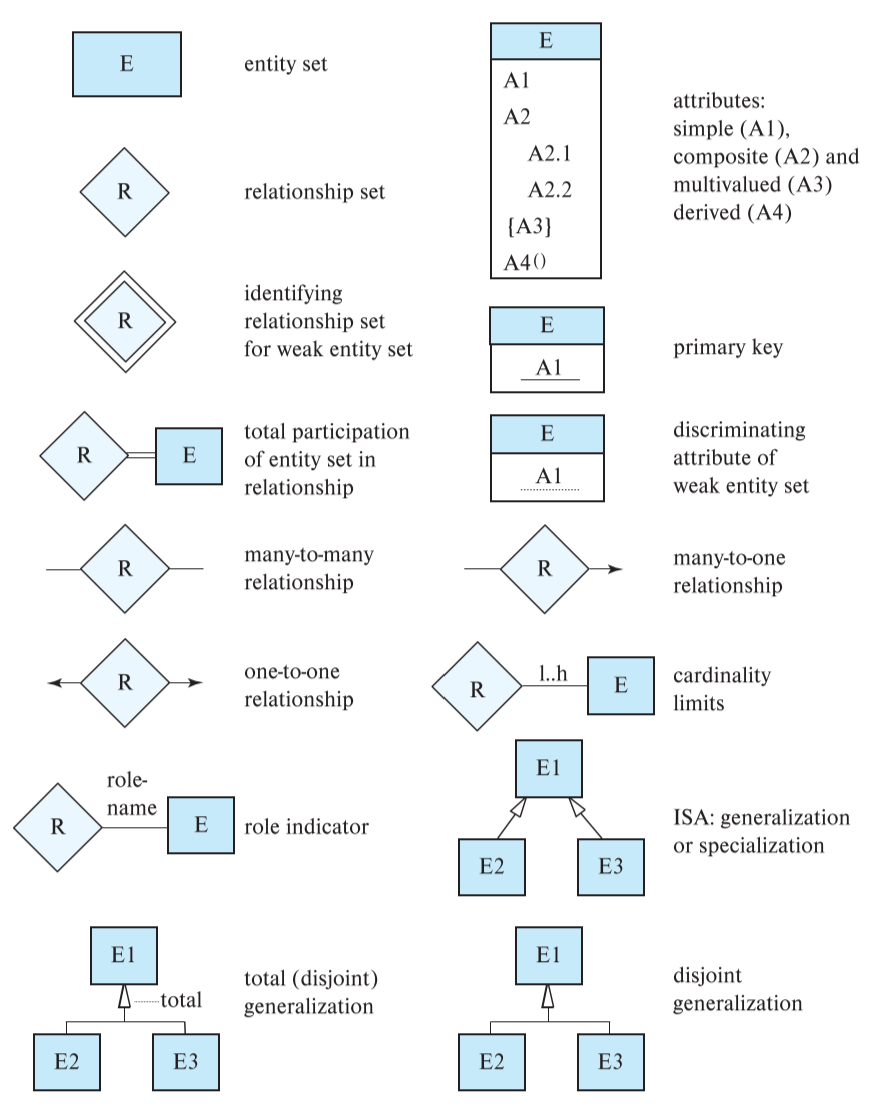 E
entity set
R
relationship set
R
identifying
relationship set
for weak entity set
R
E
total participation
of entity set in
relationship
R
many-to-many
relationship
R
one-to-one
relationship
R
role-
name
E
role indicator
E1
total
E2
E3
total (disjoint)
generalization
E
A1
A2
A2.1
A2.2
{A3}
A4()
attributes:
simple (A1),
composite (A2) and
multivalued (A3)
derived (A4)
E
A1
primary key
E
A1
discriminating
attribute of
weak entity set
R
many-to-one
relationship
R
l..h
E
cardinality
limits
E1
E2
E3
ISA: generalization
or specialization
E1
E2
E3
disjoint
generalization